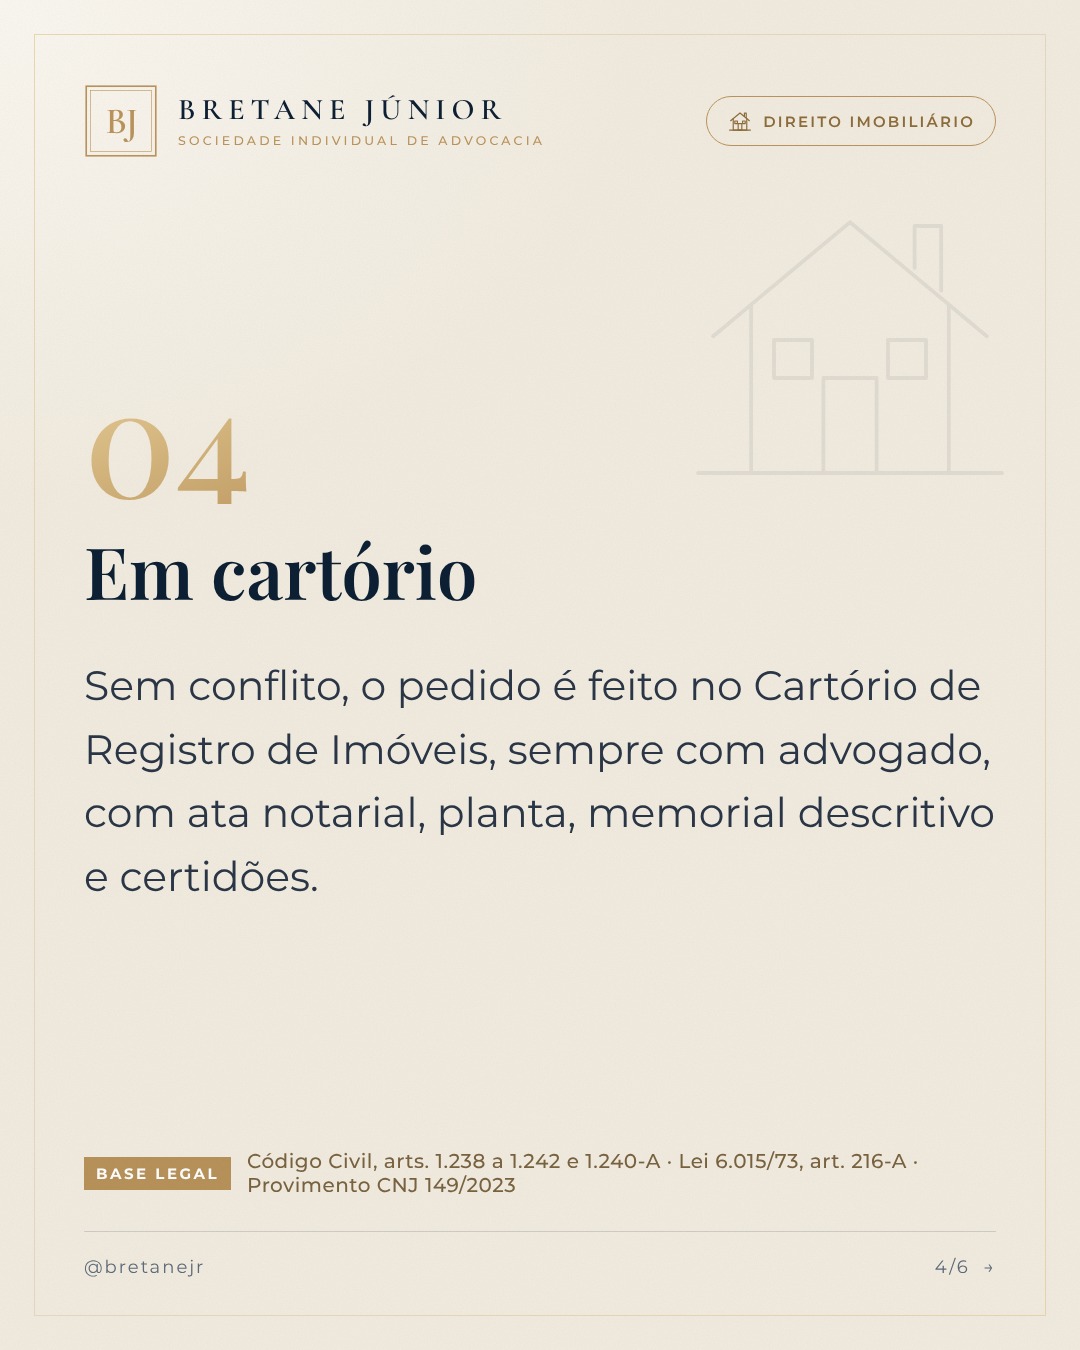 BJ
BRETANE JÚNIOR
SOCIEDADE INDIVIDUAL DE ADVOCACIA
DIREITO IMOBILIÁRIO
04
Em cartório
Sem conflito, o pedido é feito no Cartório de
Registro de Imóveis, sempre com advogado,
com ata notarial, planta, memorial descritivo
e certidões.
BASE LEGAL
Código Civil, arts. 1.238 a 1.242 e 1.240-A · Lei 6.015/73, art. 216-A ·
Provimento CNJ 149/2023
@bretanejr
4/6 →